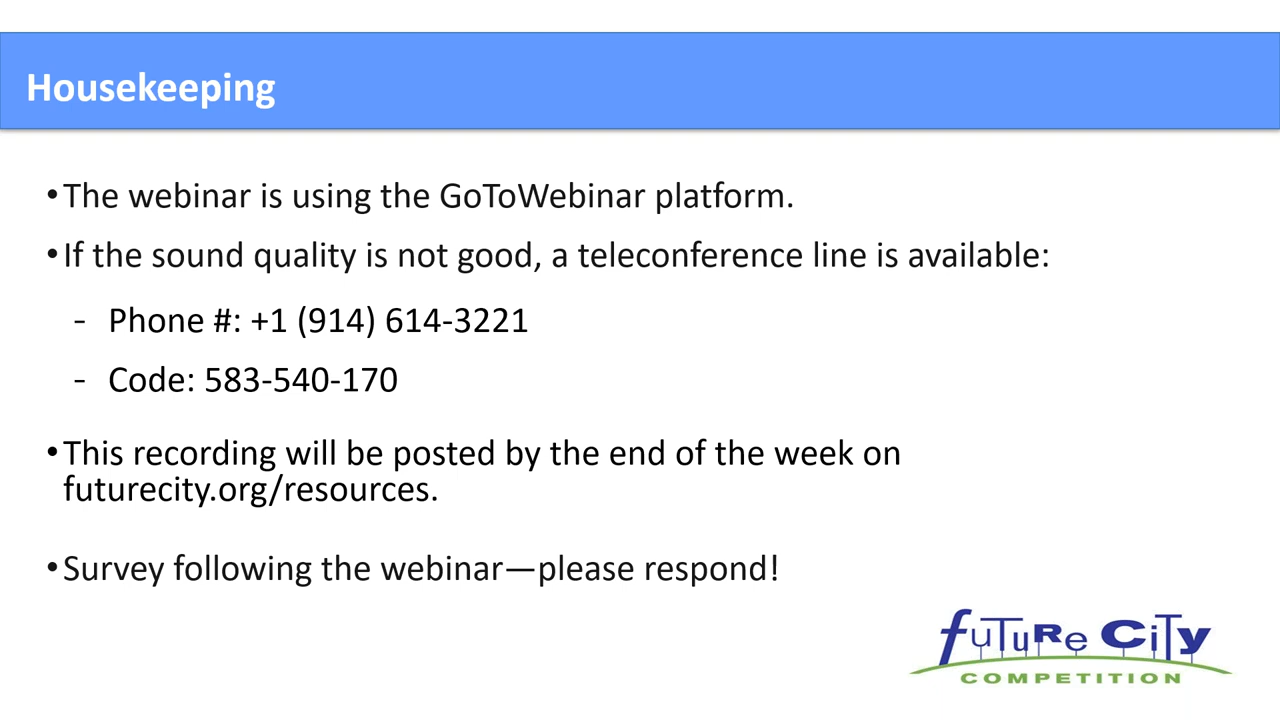 Housekeeping
•The webinar is using the GoToWebinar platform.
•If the sound quality is not good, a teleconference line is available:
- Phone #: +1 (914) 614-3221
- Code: 583-540-170
•This recording will be posted by the end of the week on
futurecity.org/resources.
•Survey following the webinar—please respond!
fuTuRe CiTy
COMPETITION